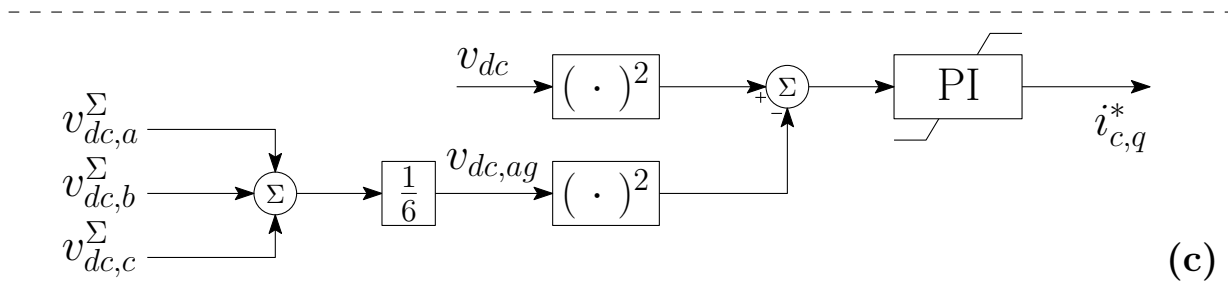 v_{dc}
( · )^2
Σ
+
−
PI
i^*_{c,q}
v^Σ_{dc,a}
v^Σ_{dc,b}
v^Σ_{dc,c}
Σ
1/6
v_{dc,ag}
( · )^2
(c)